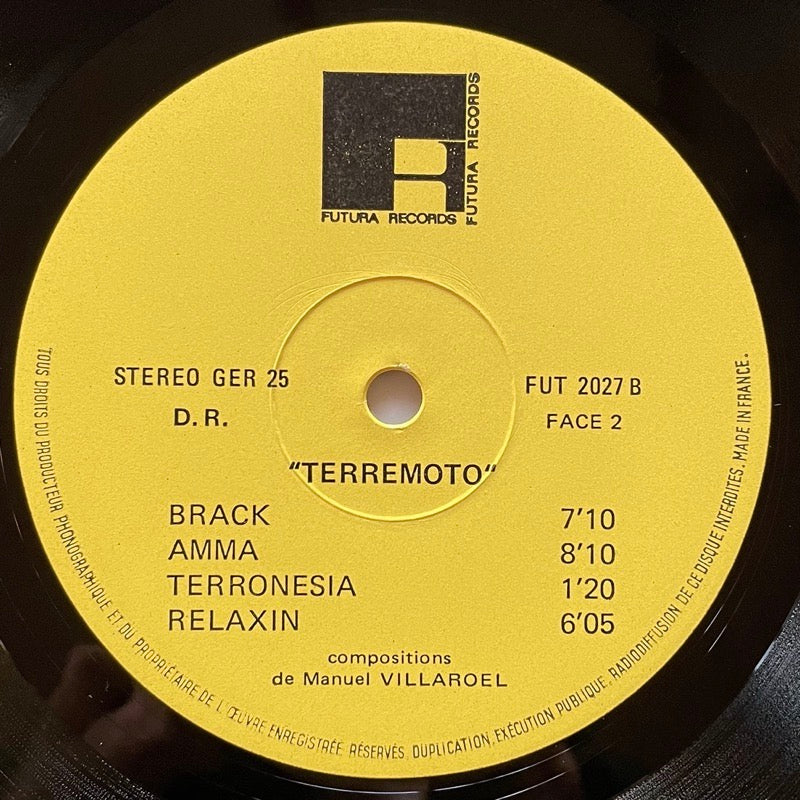 FUTURA RECORDS
FUTURA RECORDS
STEREO GER 25
FUT 2027 B
D. R.
FACE 2
"TERREMOTO"
BRACK 7'10
AMMA 8'10
TERRONESIA 1'20
RELAXIN 6'05
compositions
de Manuel VILLAROEL
TOUS DROITS DU PRODUCTEUR PHONOGRAPHIQUE ET DU PROPRIÉTAIRE DE L'ŒUVRE ENREGISTRÉE RÉSERVÉS. DUPLICATION, EXÉCUTION PUBLIQUE, RADIODIFFUSION DE CE DISQUE INTERDITES. MADE IN FRANCE.